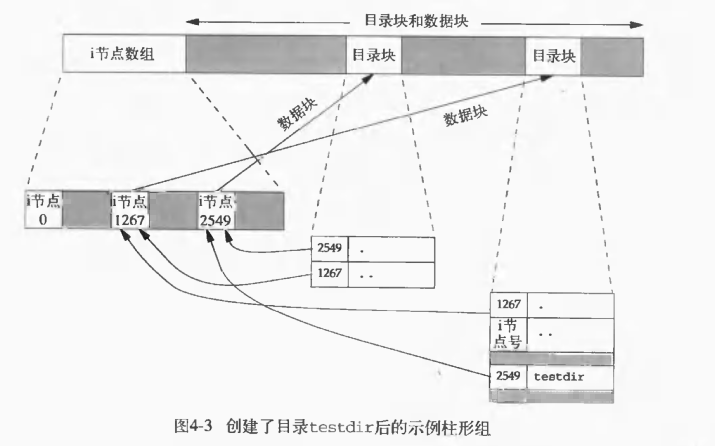 目录块和数据块
i节点数组
目录块
目录块
数据块
数据块
i节点
0
i节点
1267
i节点
2549
2549 .
1267 ..
1267 .
i节
点号 ..
2549 testdir
图4-3 创建了目录testdir后的示例柱形组